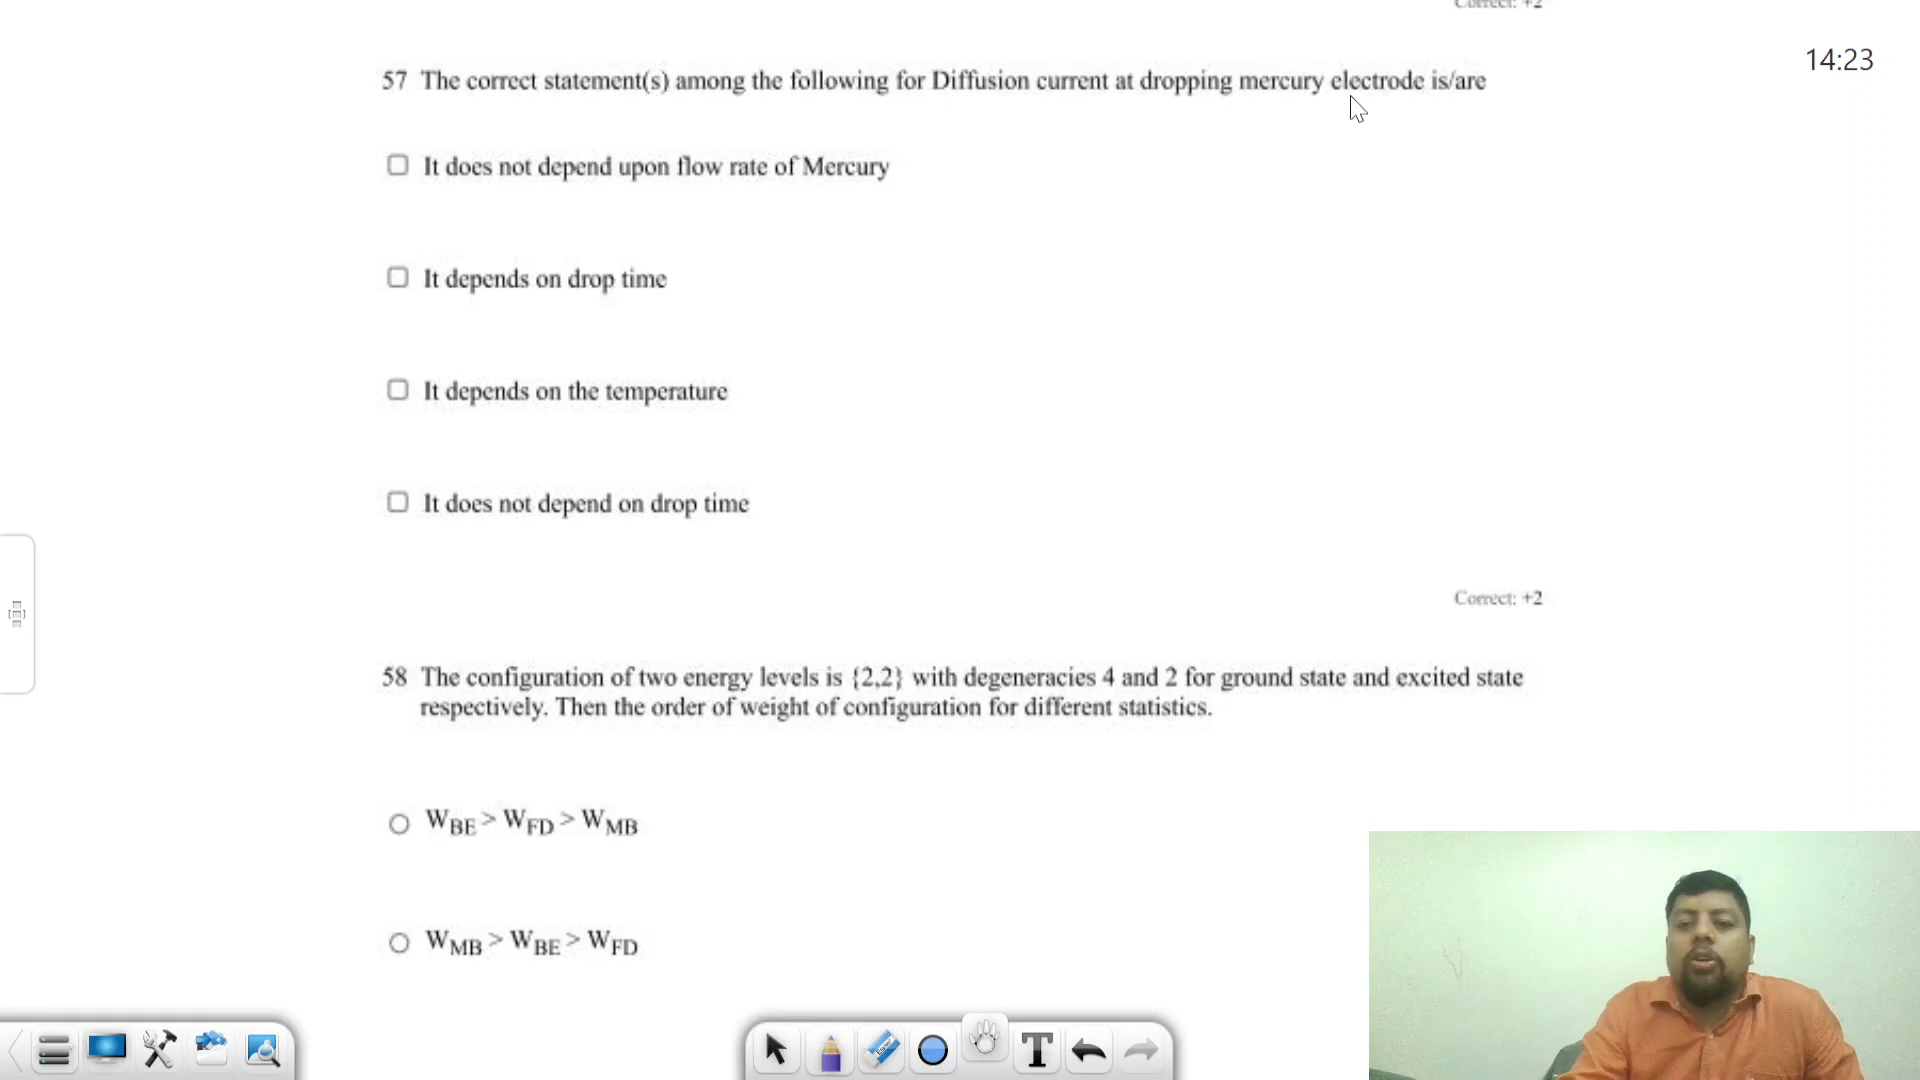 Correct: +2
14:23
57 The correct statement(s) among the following for Diffusion current at dropping mercury electrode is/are
It does not depend upon flow rate of Mercury
It depends on drop time
It depends on the temperature
It does not depend on drop time
Correct: +2
58 The configuration of two energy levels is {2,2} with degeneracies 4 and 2 for ground state and excited state
respectively. Then the order of weight of configuration for different statistics.
WBE > WFD > WMB
WMB > WBE > WFD
T